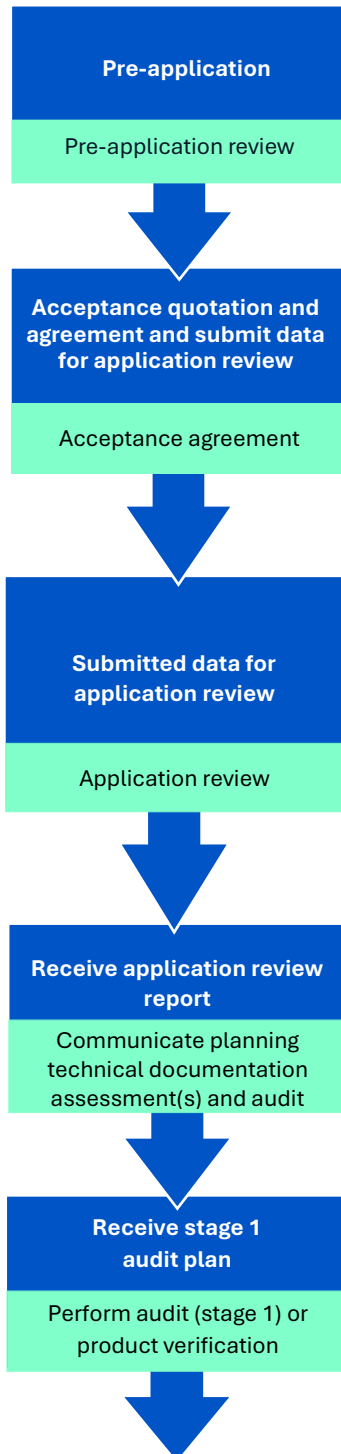 Pre-application
Pre-application review
Acceptance quotation and
agreement and submit data
for application review
Acceptance agreement
Submitted data for
application review
Application review
Receive application review
report
Communicate planning
technical documentation
assessment(s) and audit
Receive stage 1
audit plan
Perform audit (stage 1) or
product verification